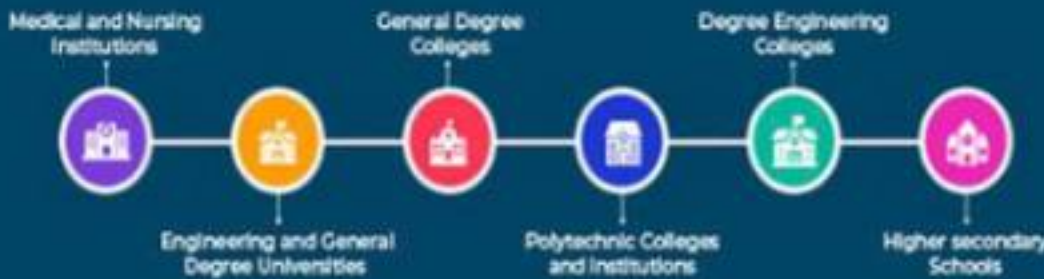 Medical and Nursing
Institutions
General Degree
Colleges
Degree Engineering
Colleges
Engineering and General
Degree Universities
Polytechnic Colleges
and Institutions
Higher secondary
Schools